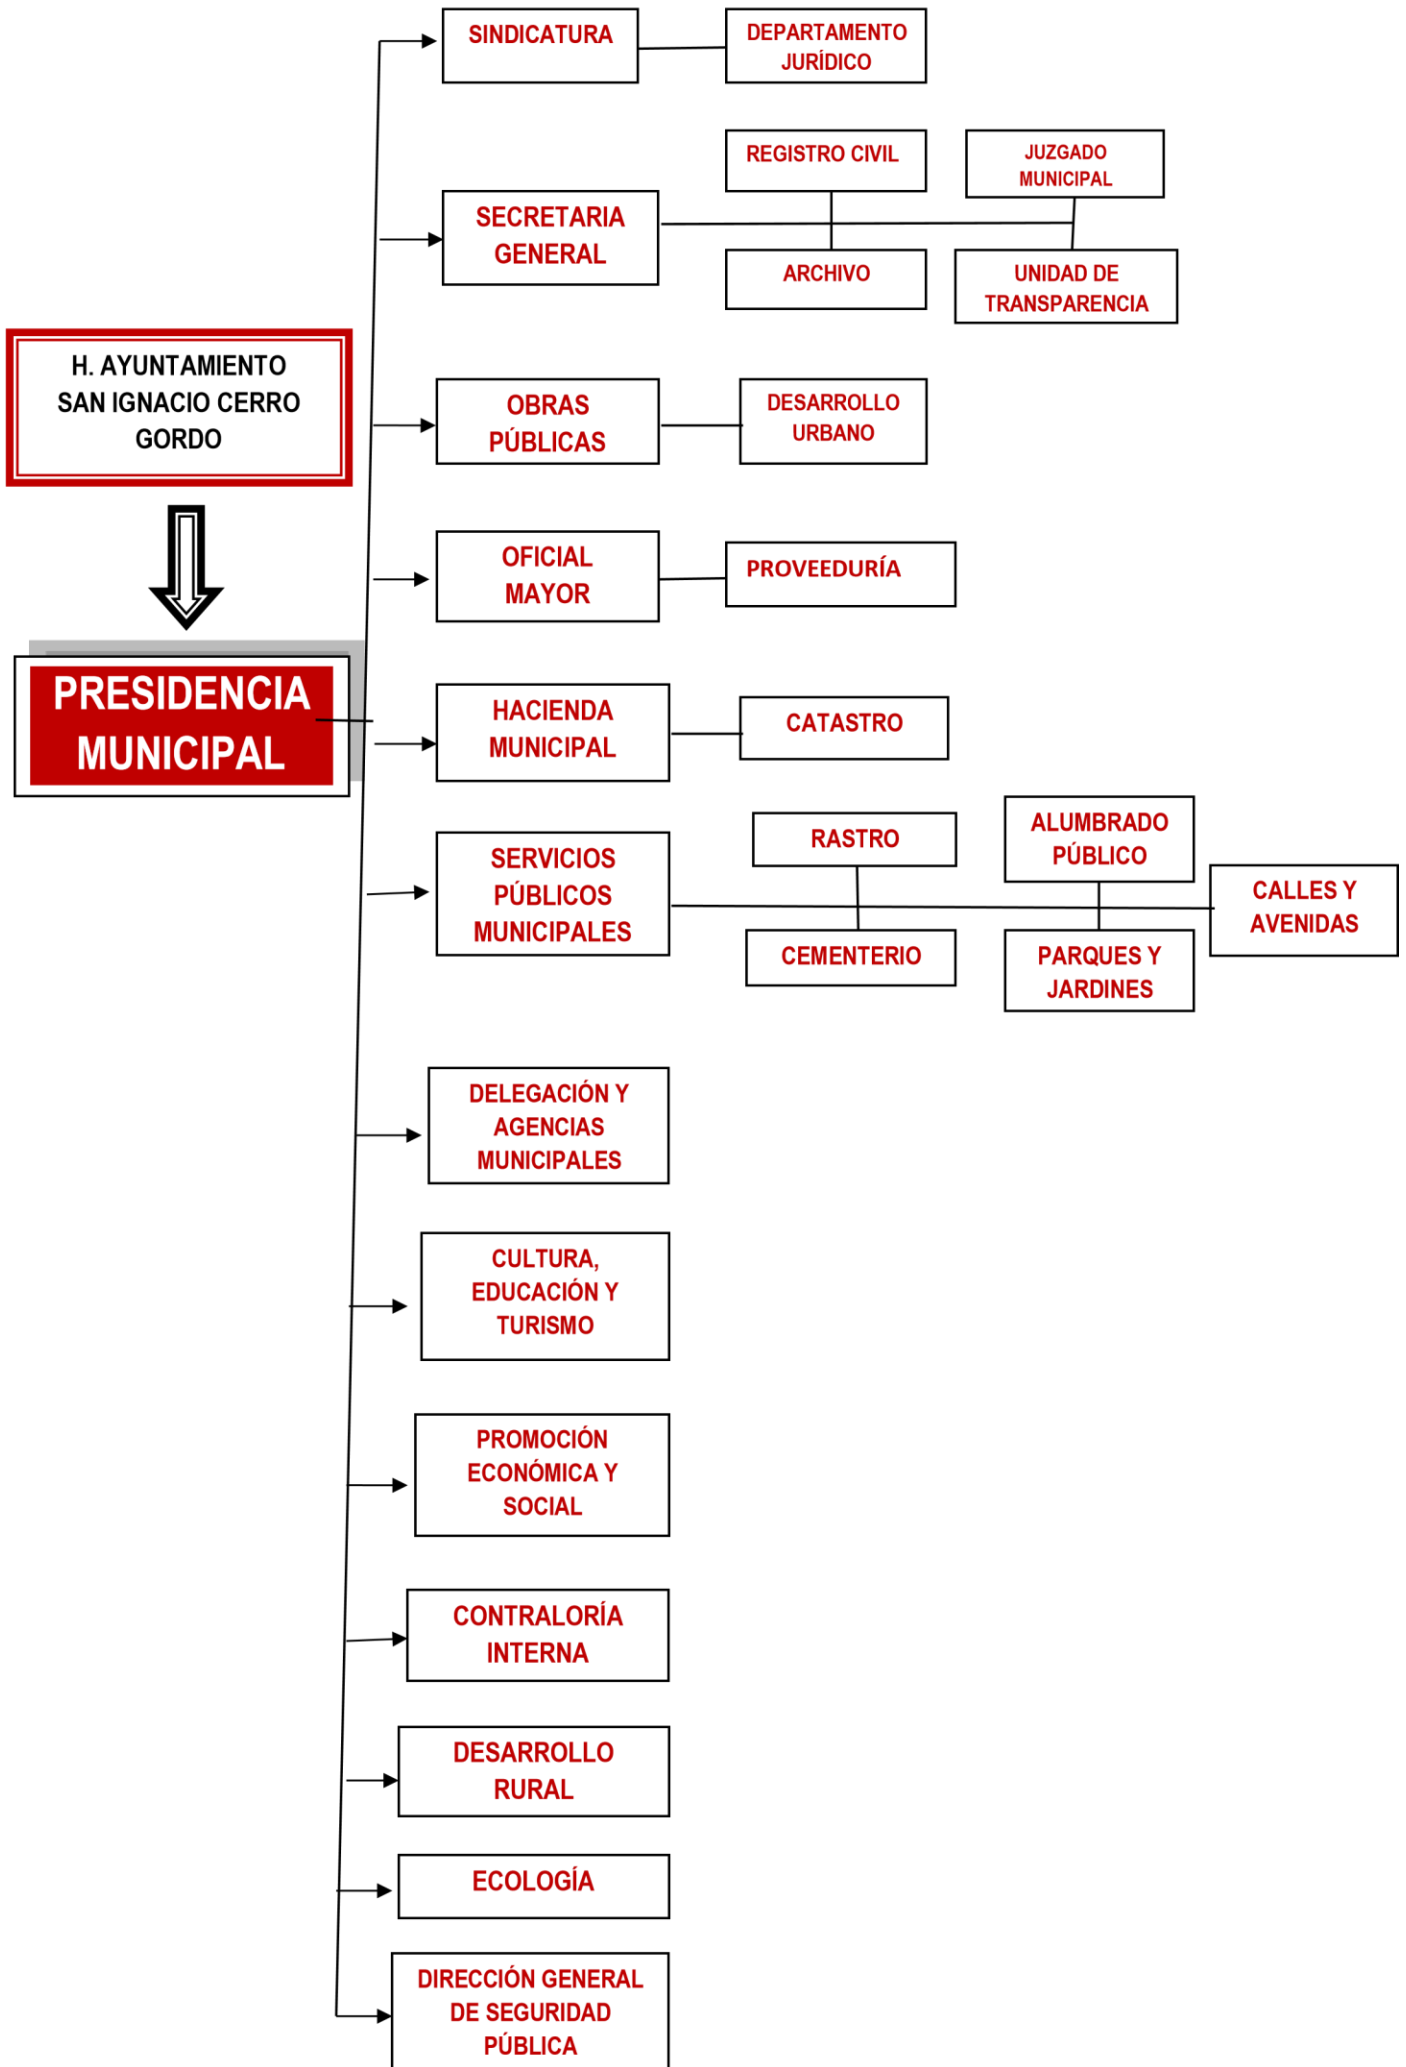 SINDICATURA
DEPARTAMENTO
JURÍDICO
REGISTRO CIVIL
JUZGADO
MUNICIPAL
SECRETARIA
GENERAL
ARCHIVO
UNIDAD DE
TRANSPARENCIA
H. AYUNTAMIENTO
SAN IGNACIO CERRO
GORDO
OBRAS
PÚBLICAS
DESARROLLO
URBANO
OFICIAL
MAYOR
PROVEEDURÍA
PRESIDENCIA
MUNICIPAL
HACIENDA
MUNICIPAL
CATASTRO
SERVICIOS
PÚBLICOS
MUNICIPALES
RASTRO
ALUMBRADO
PÚBLICO
CALLES Y
AVENIDAS
CEMENTERIO
PARQUES Y
JARDINES
DELEGACIÓN Y
AGENCIAS
MUNICIPALES
CULTURA,
EDUCACIÓN Y
TURISMO
PROMOCIÓN
ECONÓMICA Y
SOCIAL
CONTRALORÍA
INTERNA
DESARROLLO
RURAL
ECOLOGÍA
DIRECCIÓN GENERAL
DE SEGURIDAD
PÚBLICA